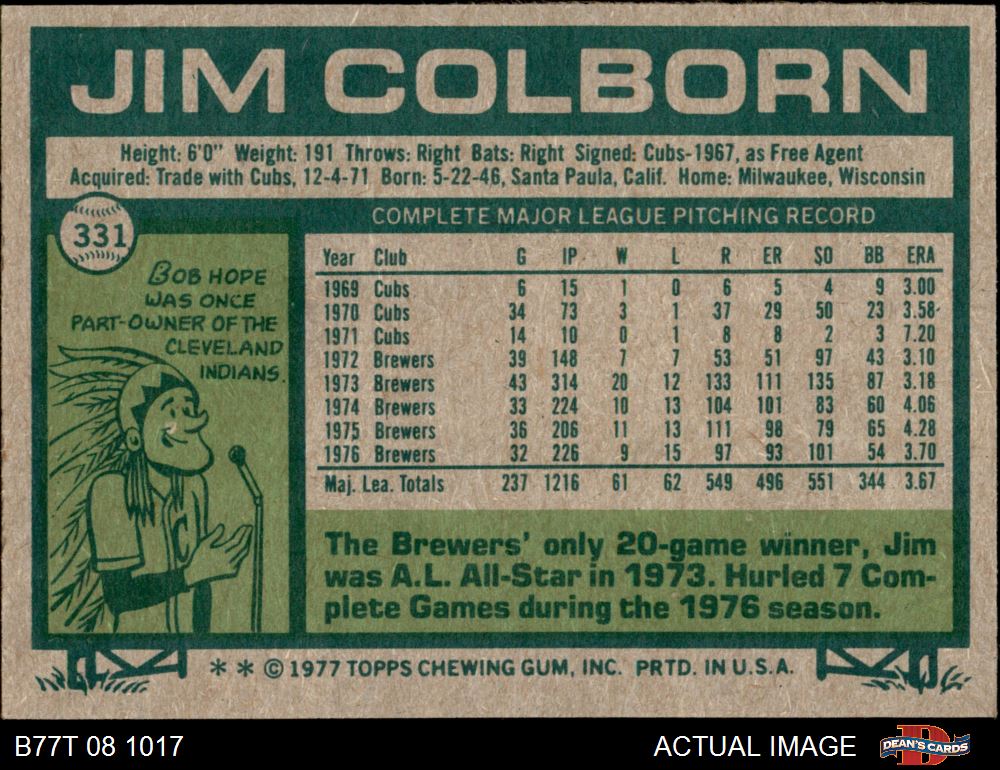 JIM COLBORN
Height: 6'0" Weight: 191 Throws: Right Bats: Right Signed: Cubs-1967, as Free Agent
Acquired: Trade with Cubs, 12-4-71 Born: 5-22-46, Santa Paula, Calif. Home: Milwaukee, Wisconsin
331
BOB HOPE
WAS ONCE
PART-OWNER OF THE
CLEVELAND
INDIANS.
C
COMPLETE MAJOR LEAGUE PITCHING RECORD
Year Club G IP W L R ER SO BB ERA
1969 Cubs 6 15 1 0 6 5 4 9 3.00
1970 Cubs 34 73 3 1 37 29 50 23 3.58
1971 Cubs 14 10 0 1 8 8 2 3 7.20
1972 Brewers 39 148 7 7 53 51 97 43 3.10
1973 Brewers 43 314 20 12 133 111 135 87 3.18
1974 Brewers 33 224 10 13 104 101 83 60 4.06
1975 Brewers 36 206 11 13 111 98 79 65 4.28
1976 Brewers 32 226 9 15 97 93 101 54 3.70
Maj. Lea. Totals 237 1216 61 62 549 496 551 344 3.67
The Brewers' only 20-game winner, Jim
was A.L. All-Star in 1973. Hurled 7 Com-
plete Games during the 1976 season.
** © 1977 TOPPS CHEWING GUM, INC. PRTD. IN U.S.A.
B77T 08 1017 ACTUAL IMAGE D DEAN'S CARDS